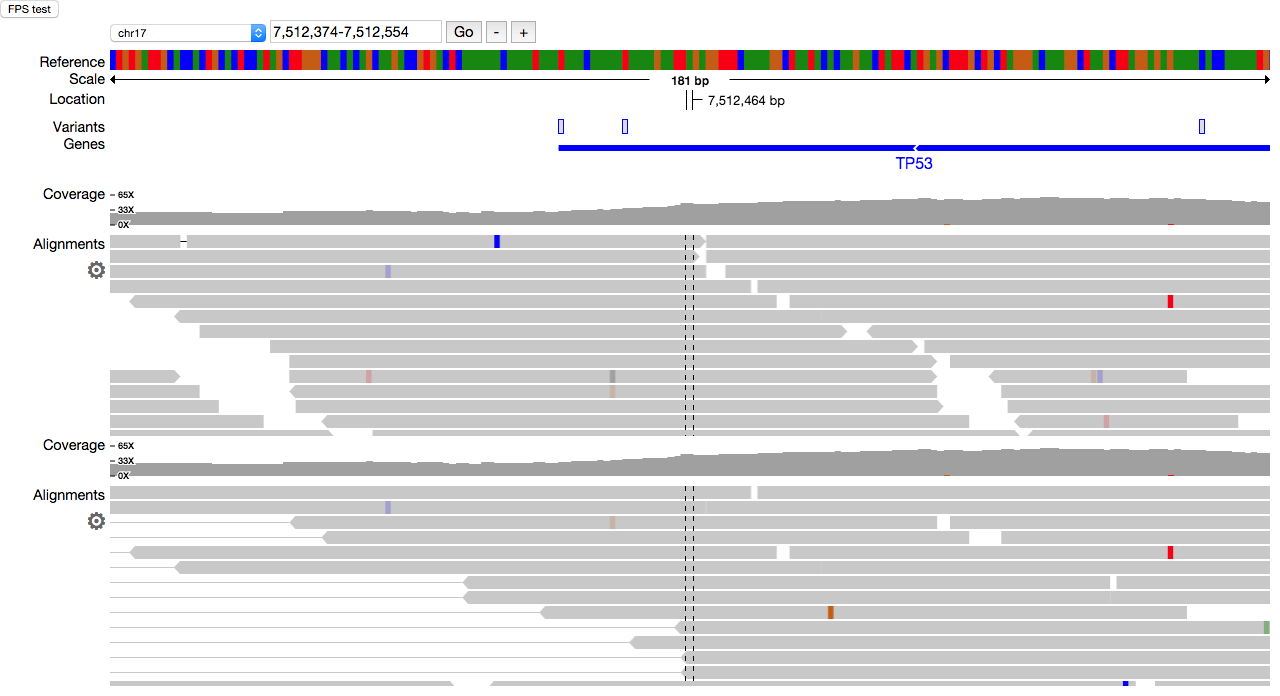 FPS test
chr17 7,512,374-7,512,554 Go - +
Reference
Scale 181 bp
Location 7,512,464 bp
Variants
Genes
TP53
Coverage 65X
33X
0X
Alignments
Coverage 65X
33X
0X
Alignments